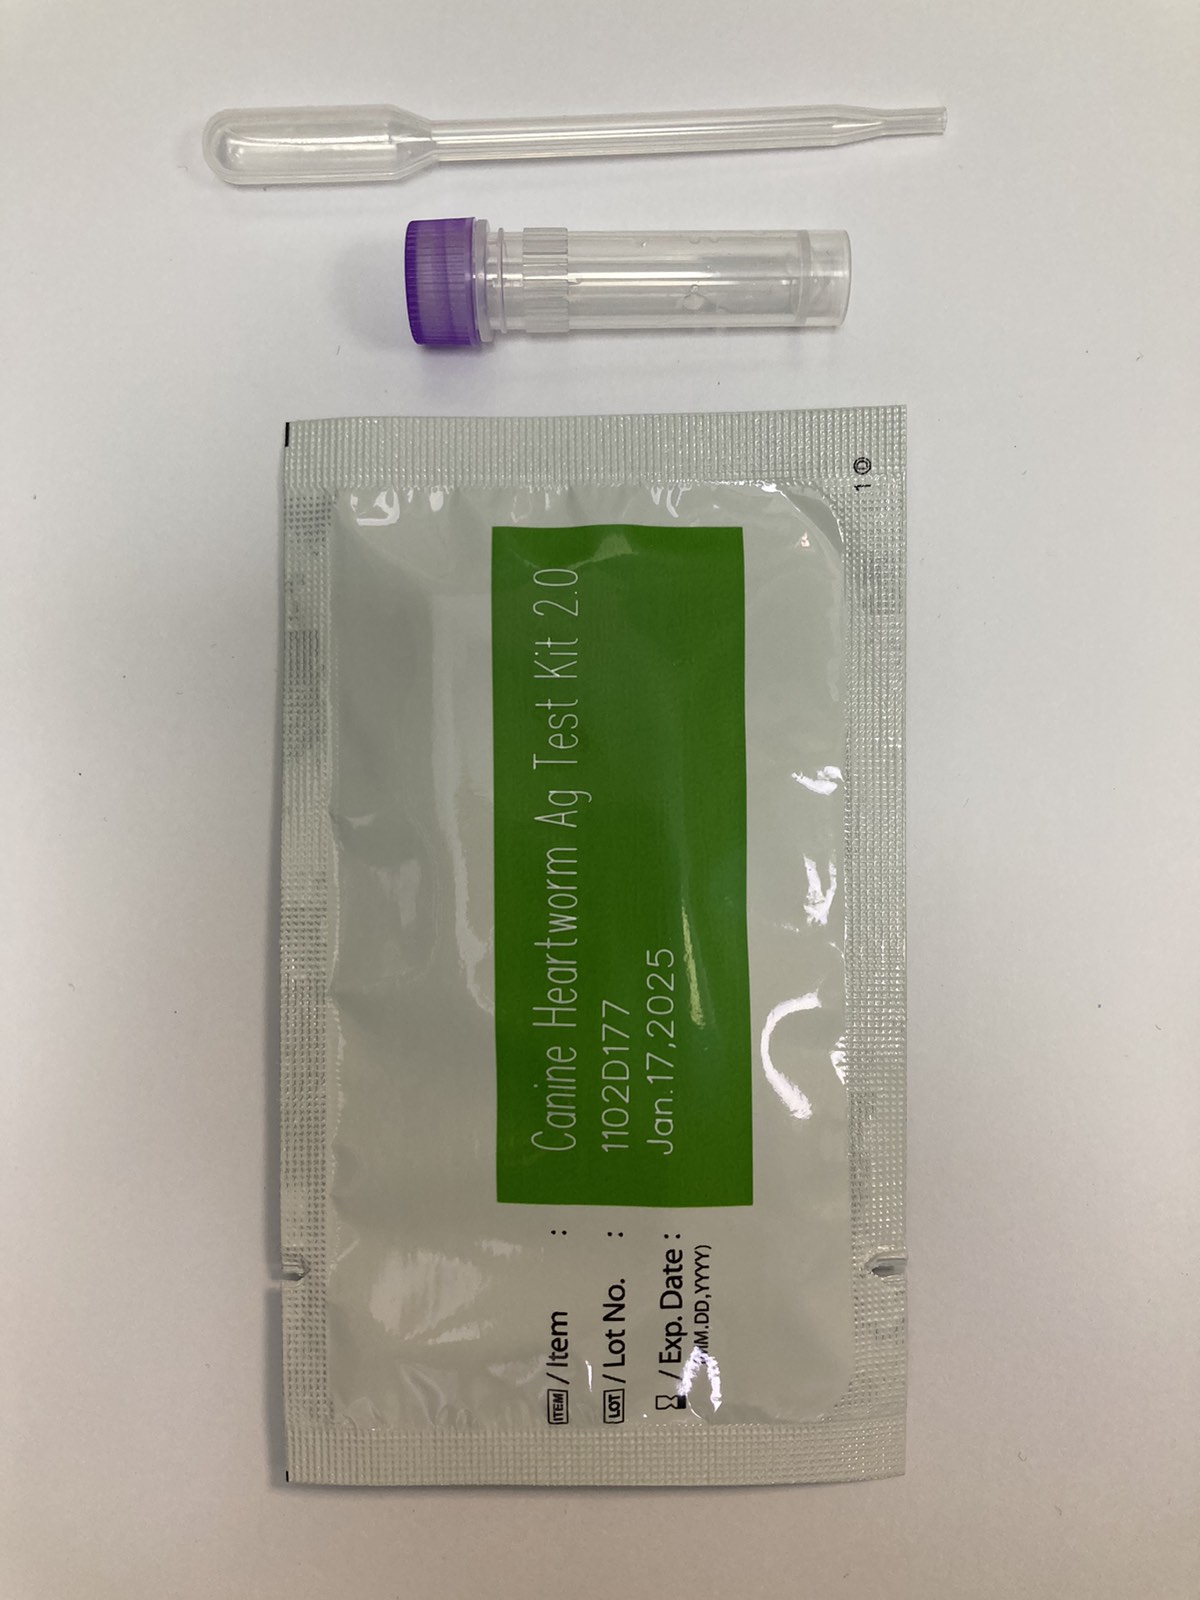 ITEM / Item : Canine Heartworm Ag Test Kit 2.0
LOT / Lot No. : 1102D177
/ Exp. Date : Jan.17,2025
(MM.DD,YYYY)
1 D